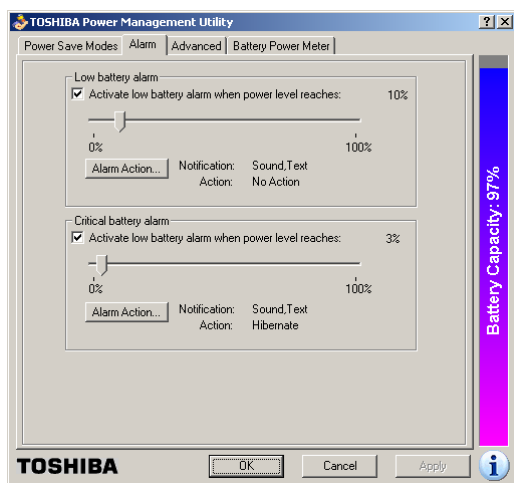 TOSHIBA Power Management Utility
Power Save Modes Alarm Advanced Battery Power Meter
Low battery alarm
Activate low battery alarm when power level reaches: 10%
0% 100%
Alarm Action... Notification: Sound,Text
Action: No Action
Critical battery alarm
Activate low battery alarm when power level reaches: 3%
0% 100%
Alarm Action... Notification: Sound,Text
Action: Hibernate
Battery Capacity: 97%
TOSHIBA OK Cancel Apply